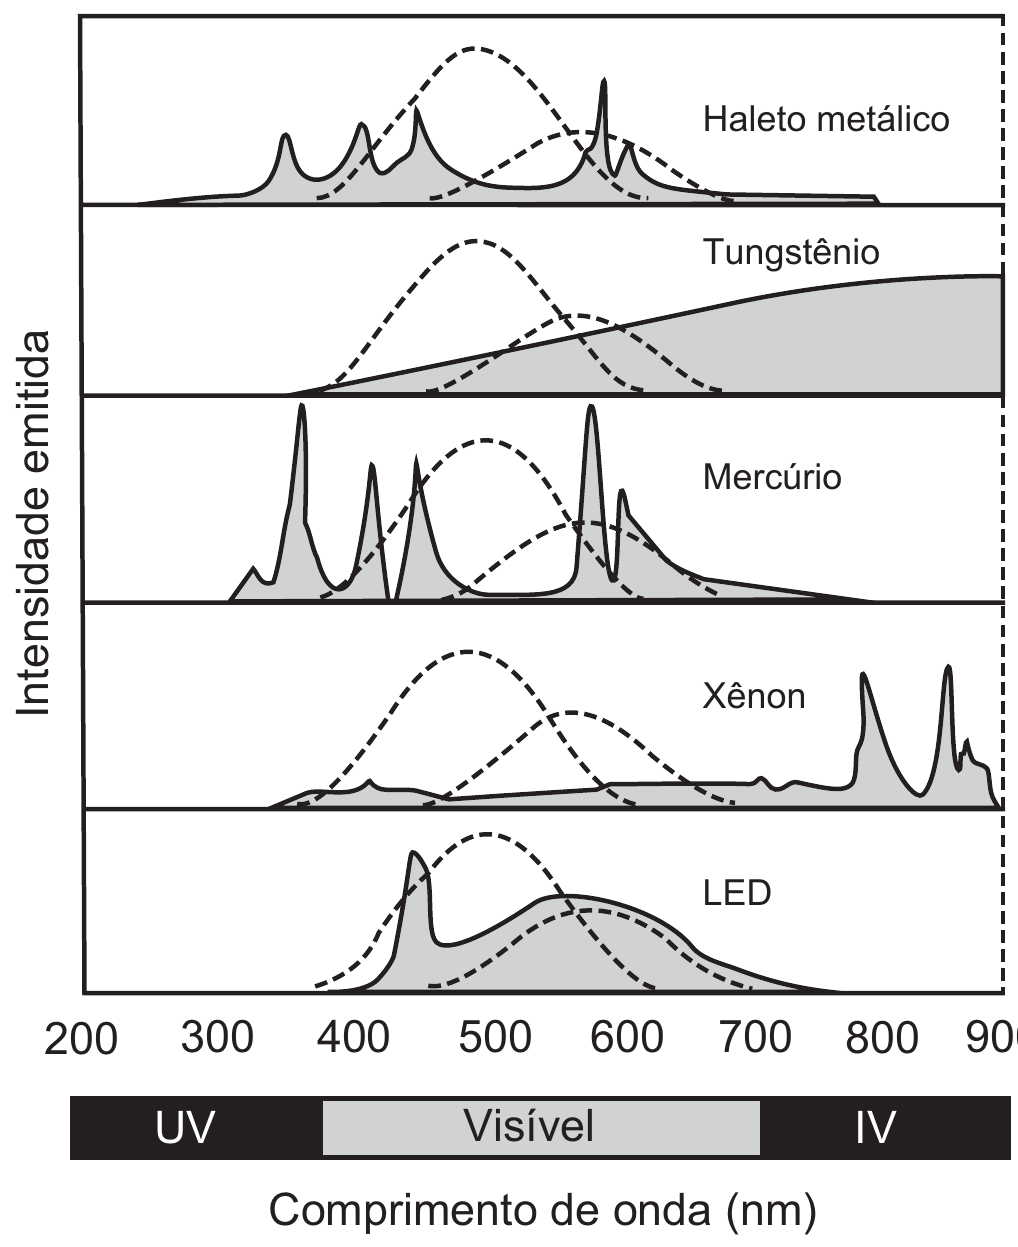 Haleto metálico
Tungstênio
Mercúrio
Xênon
LED
Intensidade emitida
200 300 400 500 600 700 800 90
UV Visível IV
Comprimento de onda (nm)